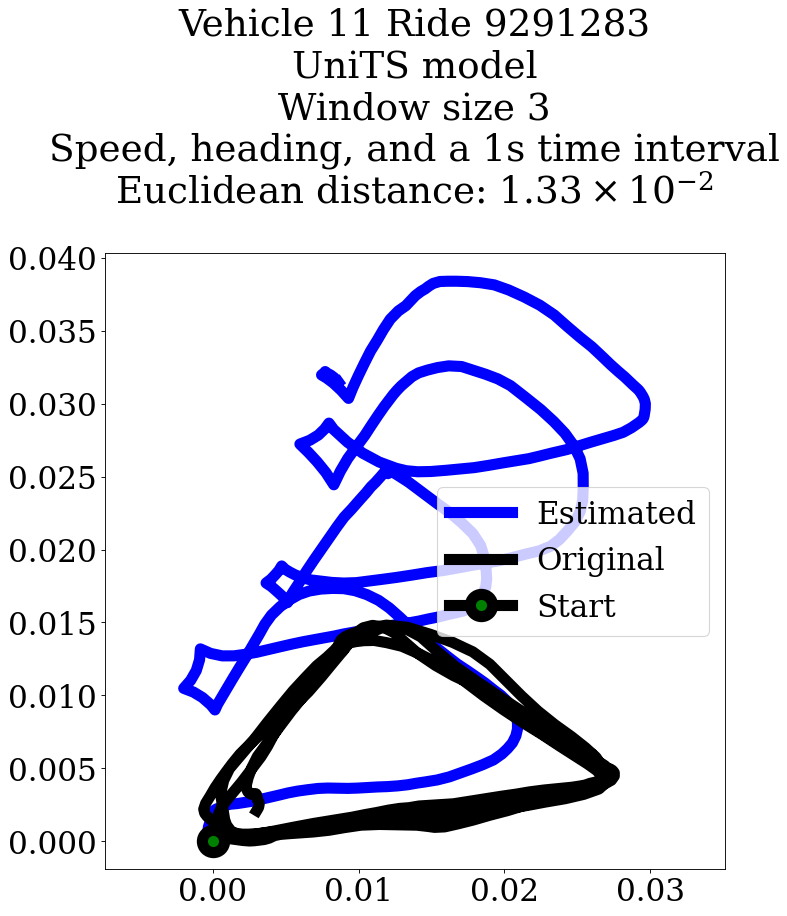 Vehicle 11 Ride 9291283
UniTS model
Window size 3
Speed, heading, and a 1s time interval
Euclidean distance: 1.33 × 10⁻²
0.040
0.035
0.030
0.025
0.020
0.015
0.010
0.005
0.000
Estimated
Original
Start
0.00 0.01 0.02 0.03